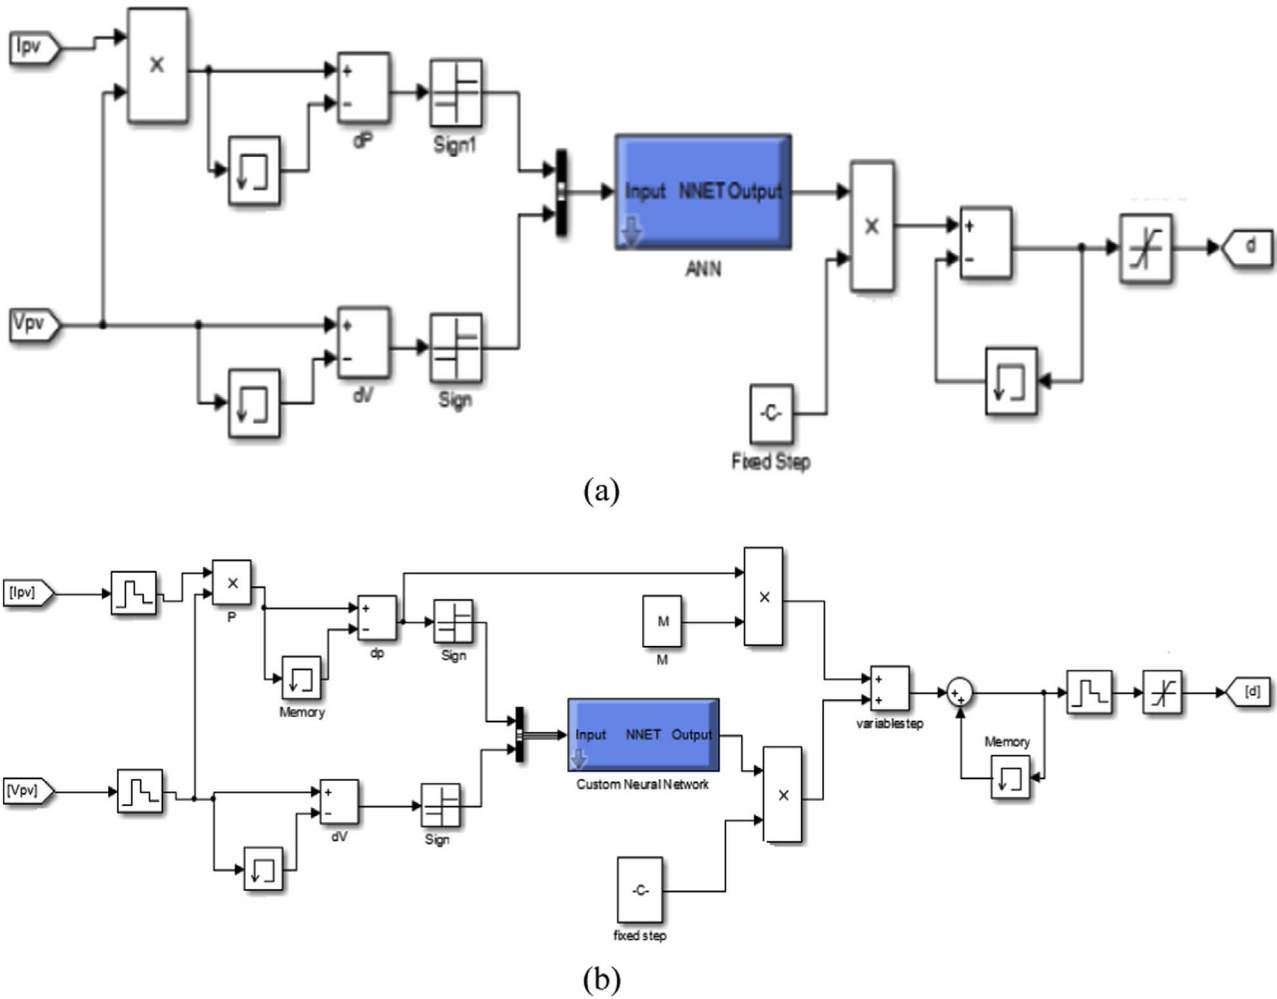 Ipv
×
+
−
dP
Sign1
Input NNET Output
ANN
×
+
−
d
Vpv
+
−
dV
Sign
-C-
Fixed Step
(a)
[Ipv]
×
P
+
−
dp
Sign
Memory
×
M
M
+
+
variablestep
+
+
[d]
Memory
[Vpv]
+
−
dV
Sign
Input NNET Output
Custom Neural Network
×
-C-
fixed step
(b)